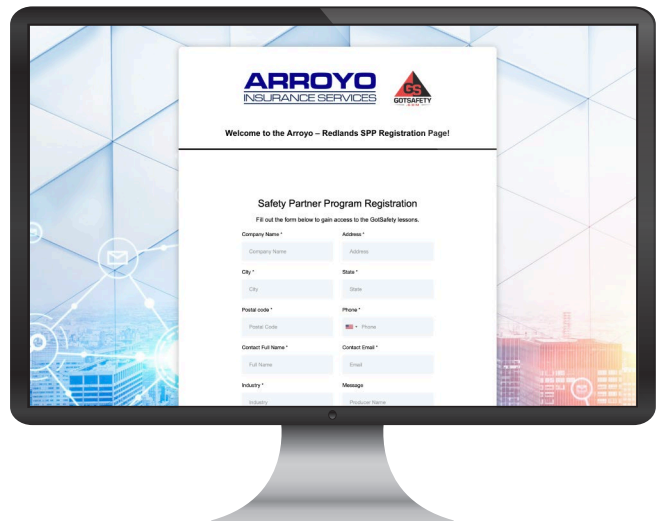 ARROYO
INSURANCE SERVICES
GS
GOTSAFETY
.COM
Welcome to the Arroyo – Redlands SPP Registration Page!
Safety Partner Program Registration
Fill out the form below to gain access to the GotSafety lessons.
Company Name * Address *
Company Name Address
City * State *
City State
Postal code * Phone *
Postal Code Phone
Contact Full Name * Contact Email *
Full Name Email
Industry * Message
Industry Producer Name